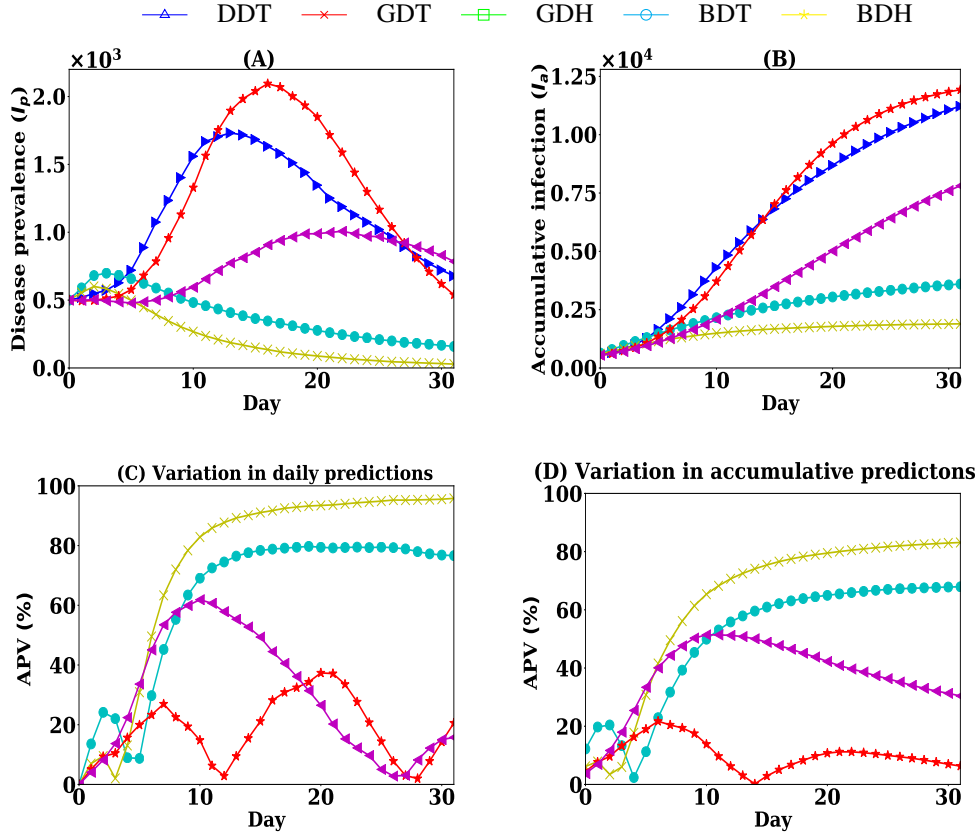 DDT GDT GDH BDT BDH
×10³ (A)
Disease prevalence (I_p)
2.0
1.5
1.0
0.5
0.0
0 10 20 30
Day
×10⁴ (B)
Accumulative infection (I_a)
1.25
1.00
0.75
0.50
0.25
0.00
0 10 20 30
Day
(C) Variation in daily predictions
APV (%)
100
80
60
40
20
0
0 10 20 30
Day
(D) Variation in accumulative predictons
APV (%)
100
80
60
40
20
0
0 10 20 30
Day